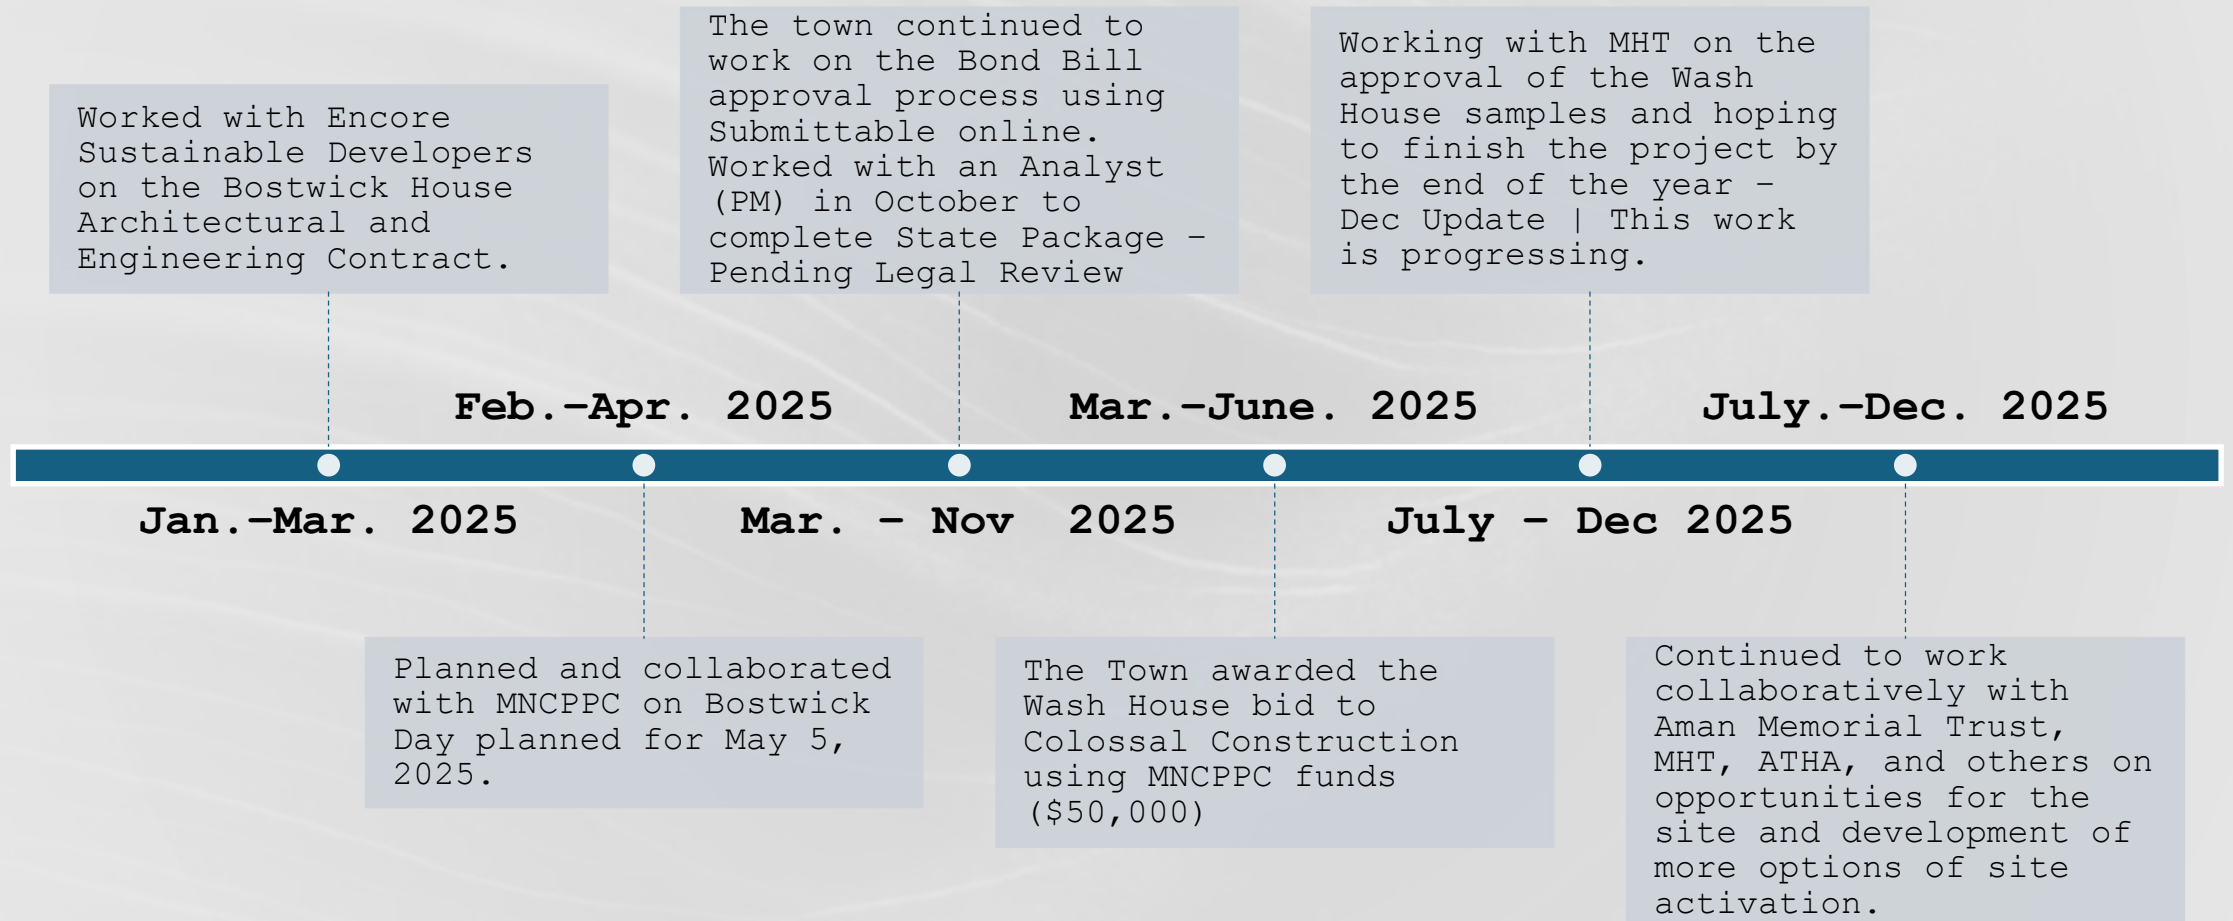 Worked with Encore
Sustainable Developers
on the Bostwick House
Architectural and
Engineering Contract.
Jan.–Mar. 2025
Feb.–Apr. 2025
Planned and collaborated
with MNCPPC on Bostwick
Day planned for May 5,
2025.
The town continued to
work on the Bond Bill
approval process using
Submittable online.
Worked with an Analyst
(PM) in October to
complete State Package –
Pending Legal Review
Mar. – Nov  2025
Mar.–June. 2025
The Town awarded the
Wash House bid to
Colossal Construction
using MNCPPC funds
($50,000)
Working with MHT on the
approval of the Wash
House samples and hoping
to finish the project by
the end of the year –
Dec Update | This work
is progressing.
July – Dec 2025
July.–Dec. 2025
Continued to work
collaboratively with
Aman Memorial Trust,
MHT, ATHA, and others on
opportunities for the
site and development of
more options of site
activation.